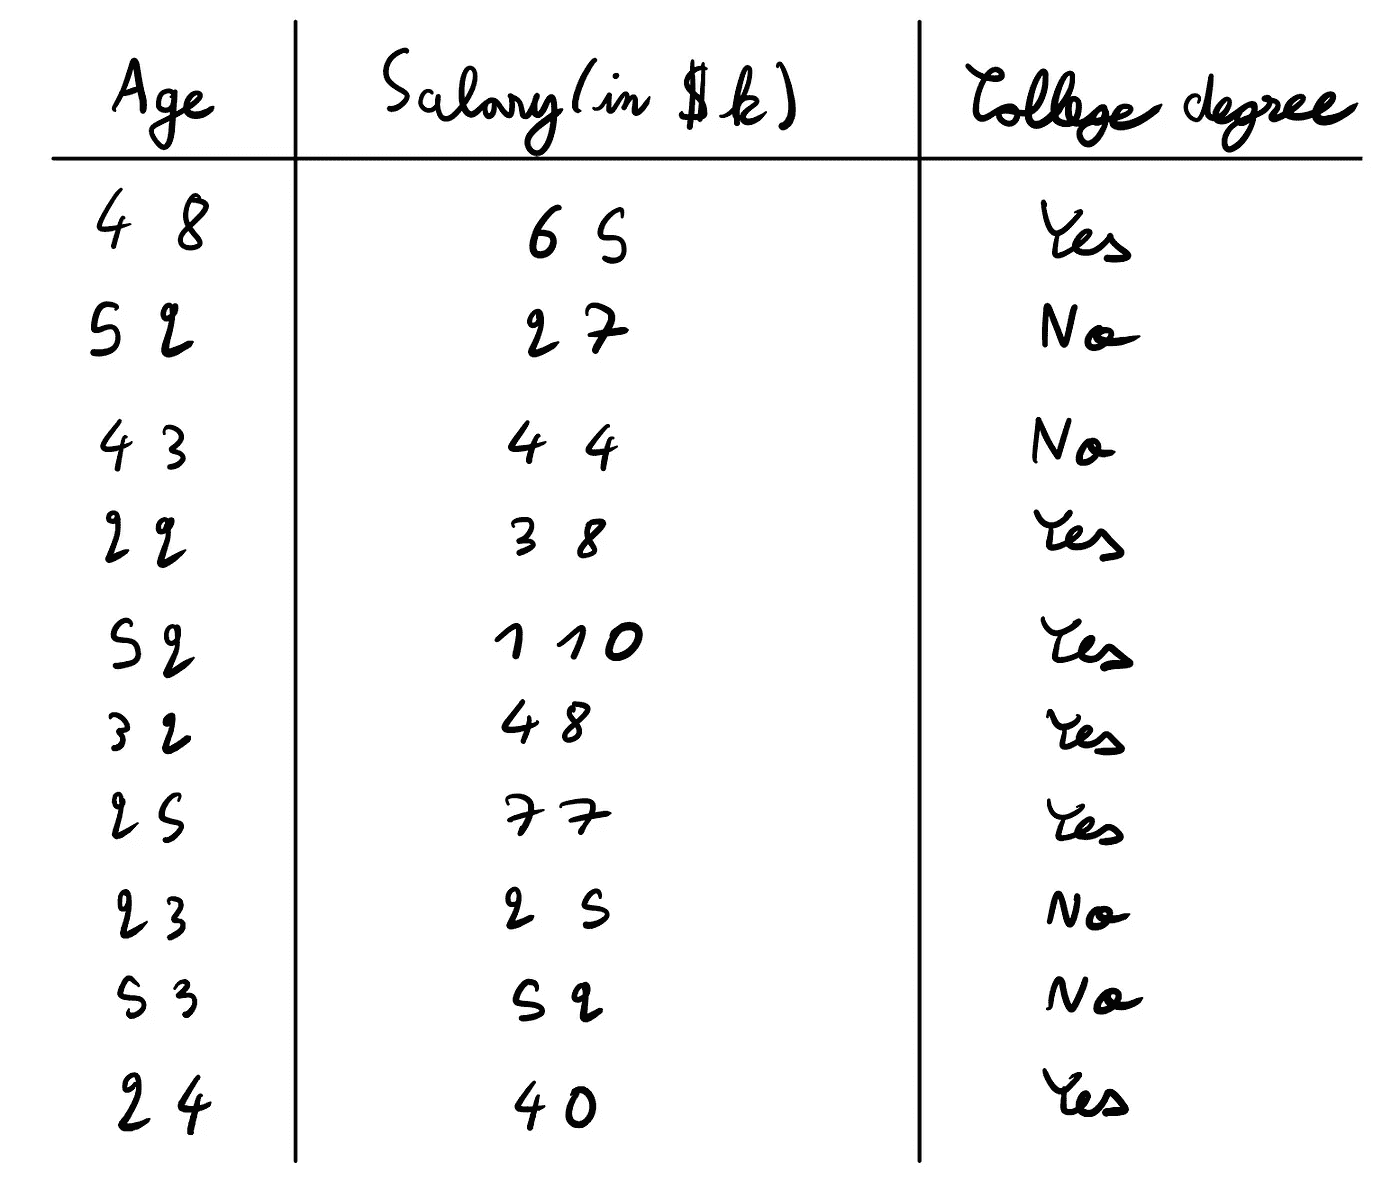 Age Salary (in $k) College degree
48 65 Yes
52 27 No
43 44 No
22 38 Yes
52 110 Yes
32 48 Yes
25 77 Yes
23 25 No
53 52 No
24 40 Yes